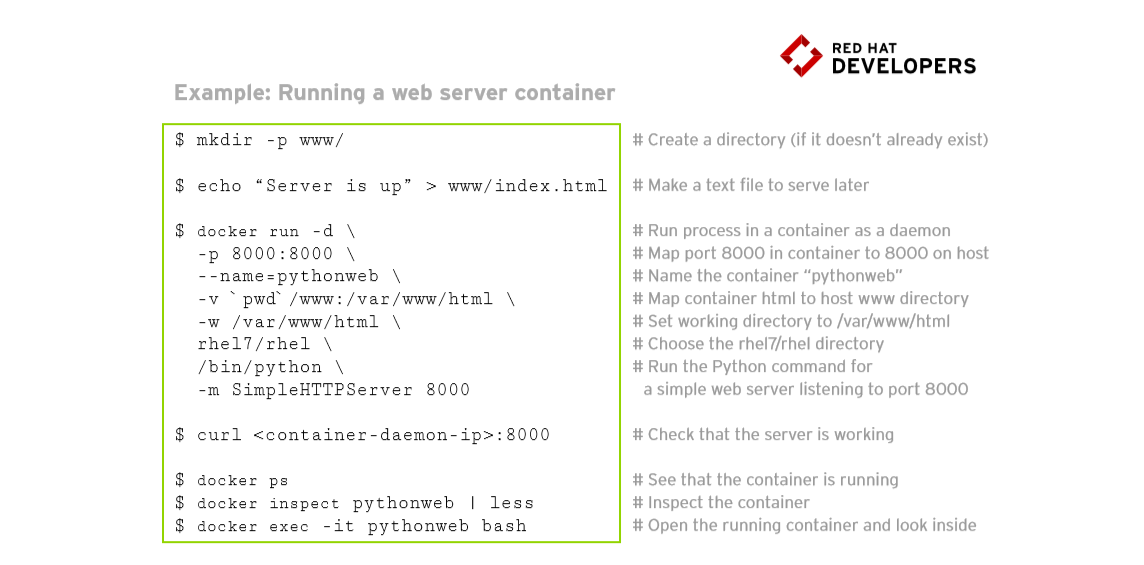 RED HAT
DEVELOPERS
Example: Running a web server container
$ mkdir -p www/ # Create a directory (if it doesn’t already exist)
$ echo “Server is up” > www/index.html # Make a text file to serve later
$ docker run -d \ # Run process in a container as a daemon
-p 8000:8000 \ # Map port 8000 in container to 8000 on host
--name=pythonweb \ # Name the container “pythonweb”
-v `pwd`/www:/var/www/html \ # Map container html to host www directory
-w /var/www/html \ # Set working directory to /var/www/html
rhel7/rhel \ # Choose the rhel7/rhel directory
/bin/python \ # Run the Python command for
-m SimpleHTTPServer 8000 a simple web server listening to port 8000
$ curl <container-daemon-ip>:8000 # Check that the server is working
$ docker ps # See that the container is running
$ docker inspect pythonweb | less # Inspect the container
$ docker exec -it pythonweb bash # Open the running container and look inside